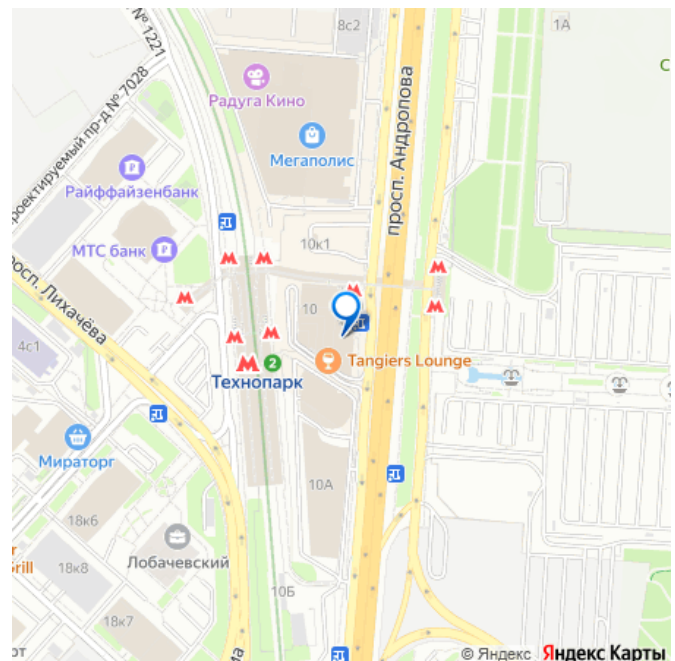 № 1221
8с2
1А
С
Радуга Кино
просп. Андропова
Проектируемый пр-д № 7028
Мегаполис
Райффайзенбанк
10к1
МТС банк
просп. Лихачёва
10
4с1
Tangiers Lounge
2
Технопарк
Мираторг
10А
18к6
Лобачевский
Grill
18к8
10Б
18к7
© Яндекс Яндекс Карты